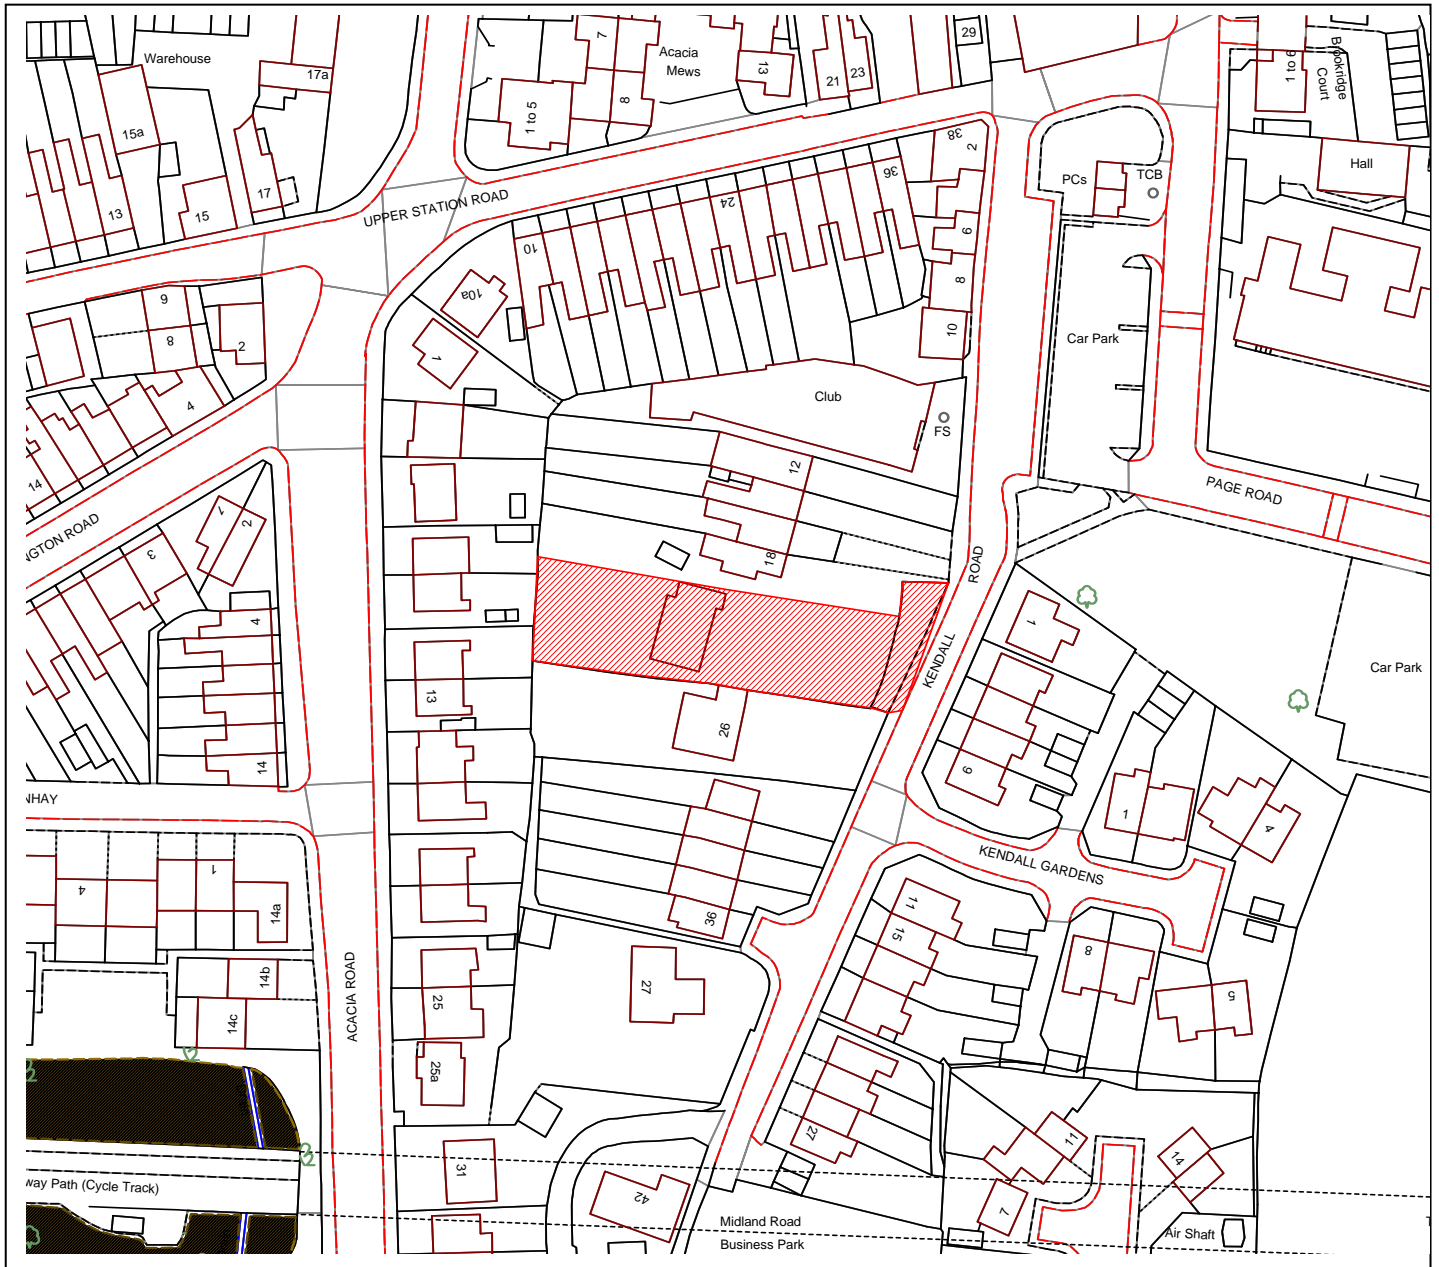 Warehouse
17a
15a
13
15
17
7
Acacia
Mews
8
1 to 5
13
21
23
29
1 to 6
Brookridge
Court
Hall
38
2
PCs
TCB
UPPER STATION ROAD
10
24
36
6
8
10
10a
1
9
8
2
4
14
Car Park
Club
FS
12
18
PAGE ROAD
NGTON ROAD
1
2
3
4
14
13
26
KENDALL
ROAD
1
9
Car Park
NHAY
4
1
14a
14b
14c
ACACIA ROAD
25
25a
36
27
KENDALL GARDENS
1
4
11
15
8
5
27
31
42
11
7
14
way Path (Cycle Track)
Midland Road
Business Park
Air Shaft